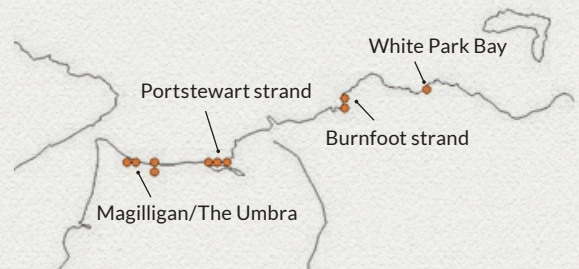 White Park Bay
Portstewart strand
Burnfoot strand
Magilligan/The Umbra